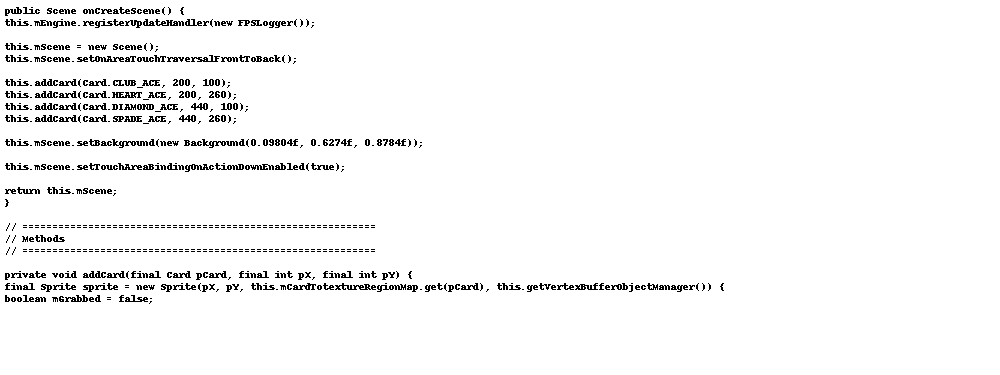 public Scene onCreateScene() {
this.mEngine.registerUpdateHandler(new FPSLogger());
this.mScene = new Scene();
this.mScene.setOnAreaTouchTraversalFrontToBack();
this.addCard(Card.CLUB_ACE, 200, 100);
this.addCard(Card.HEART_ACE, 200, 260);
this.addCard(Card.DIAMOND_ACE, 440, 100);
this.addCard(Card.SPADE_ACE, 440, 260);
this.mScene.setBackground(new Background(0.09804f, 0.6274f, 0.8784f));
this.mScene.setTouchAreaBindingOnActionDownEnabled(true);
return this.mScene;
}
// ===========================================================
// Methods
// ===========================================================
private void addCard(final Card pCard, final int pX, final int pY) {
final Sprite sprite = new Sprite(pX, pY, this.mCardTotextureRegionMap.get(pCard), this.getVertexBufferObjectManager()) {
boolean mGrabbed = false;